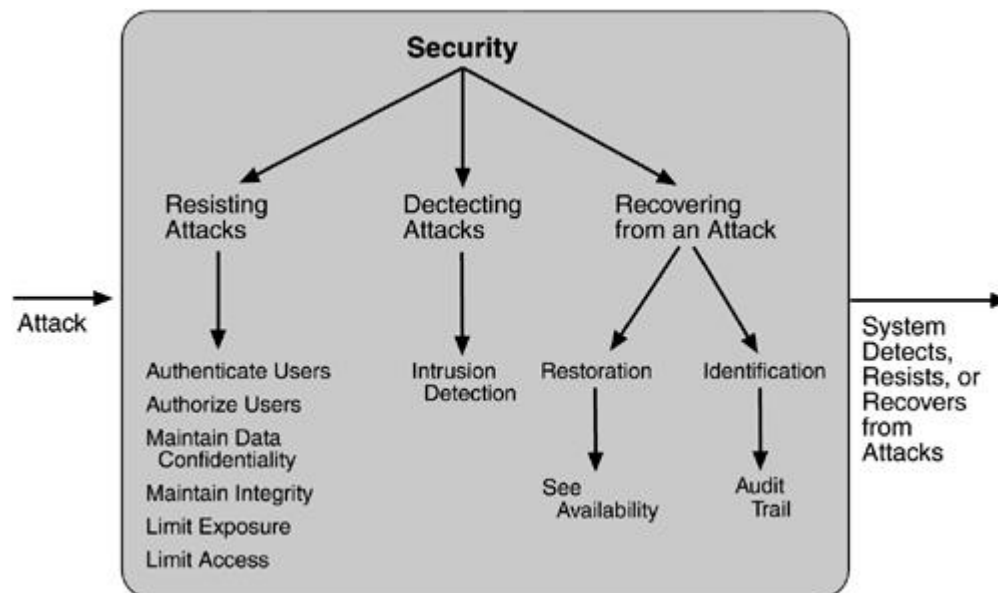 Security
Resisting
Attacks
Dectecting
Attacks
Recovering
from an Attack
Attack
Authenticate Users
Authorize Users
Maintain Data
Confidentiality
Maintain Integrity
Limit Exposure
Limit Access
Intrusion
Detection
Restoration
Identification
See
Availability
Audit
Trail
System
Detects,
Resists, or
Recovers
from
Attacks